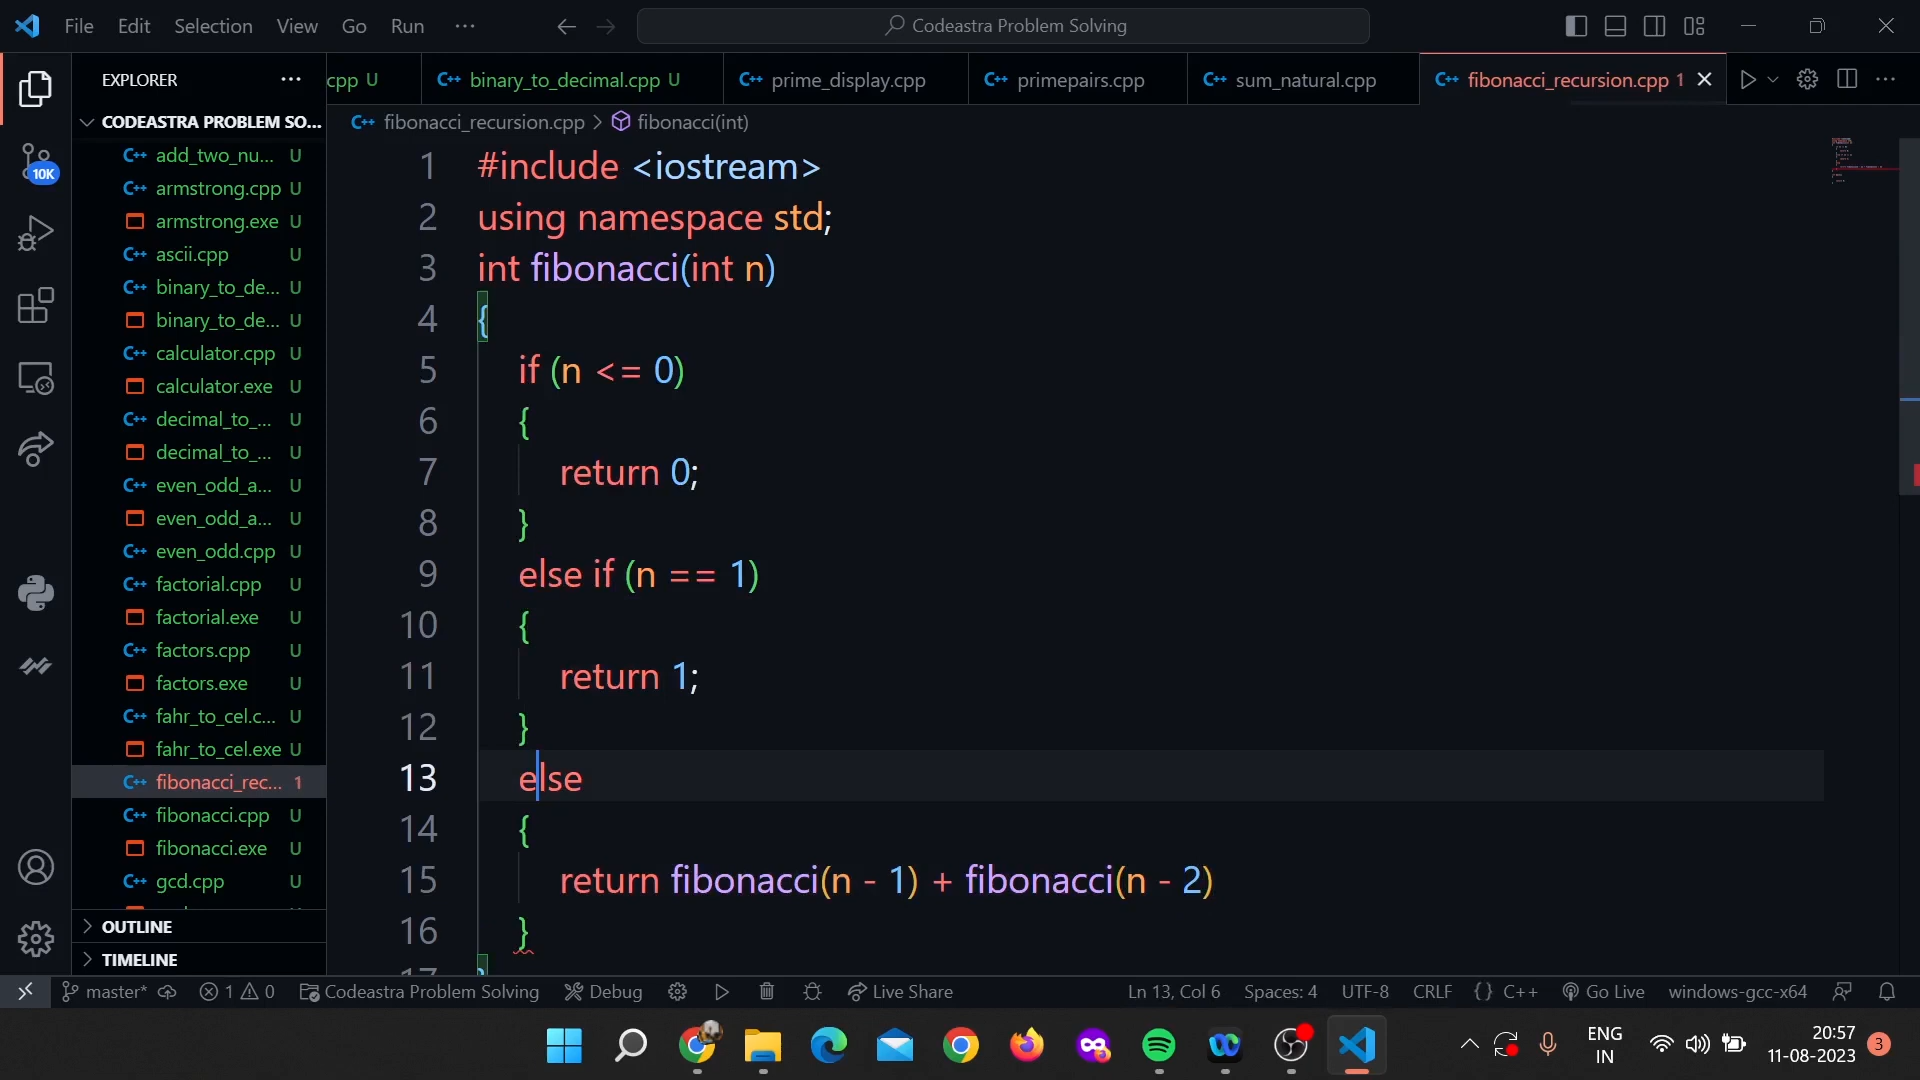 File Edit Selection View Go Run ··· Codeastra Problem Solving
EXPLORER ···
cpp U
binary_to_decimal.cpp U
prime_display.cpp
primepairs.cpp
sum_natural.cpp
fibonacci_recursion.cpp 1
CODEASTRA PROBLEM SO...
fibonacci_recursion.cpp > fibonacci(int)
10K
add_two_nu... U
armstrong.cpp U
armstrong.exe U
ascii.cpp U
binary_to_de... U
binary_to_de... U
calculator.cpp U
calculator.exe U
decimal_to_... U
decimal_to_... U
even_odd_a... U
even_odd_a... U
even_odd.cpp U
factorial.cpp U
factorial.exe U
factors.cpp U
factors.exe U
fahr_to_cel.c... U
fahr_to_cel.exe U
fibonacci_rec... 1
fibonacci.cpp U
fibonacci.exe U
gcd.cpp U
OUTLINE
TIMELINE
1 #include <iostream>
2 using namespace std;
3 int fibonacci(int n)
4 {
5 if (n <= 0)
6 {
7 return 0;
8 }
9 else if (n == 1)
10 {
11 return 1;
12 }
13 else
14 {
15 return fibonacci(n - 1) + fibonacci(n - 2)
16 }
17 }
master* 1 0 Codeastra Problem Solving Debug Live Share Ln 13, Col 6 Spaces: 4 UTF-8 CRLF {} C++ Go Live windows-gcc-x64
ENG
IN
20:57
11-08-2023
3